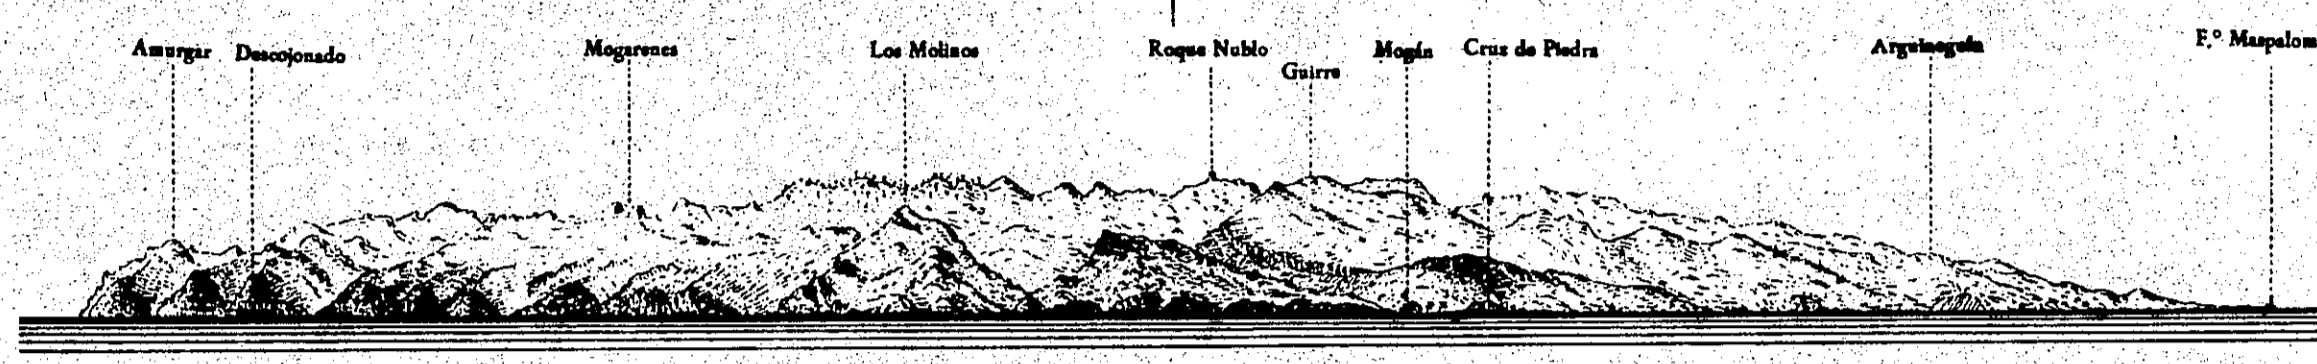 Amurgar
Descojonado
Mogarenes
Los Molinos
Roque Nublo
Guirre
Mogán
Cruz de Piedra
Arguineguín
F.º Maspalom